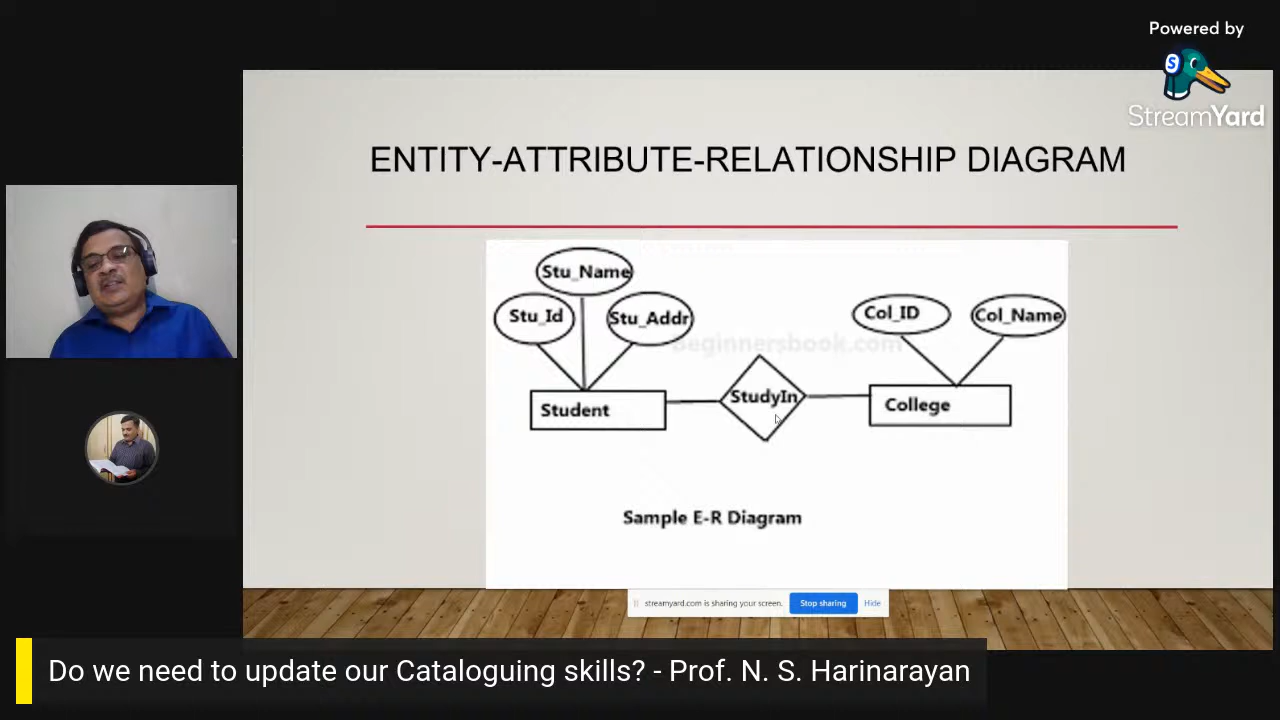 Powered by
StreamYard
ENTITY-ATTRIBUTE-RELATIONSHIP DIAGRAM
Stu_Name
Stu_Id
Stu_Addr
Col_ID
Col_Name
Beginnersbook.com
Student
StudyIn
College
Sample E-R Diagram
streamyard.com is sharing your screen.
Stop sharing
Hide
Do we need to update our Cataloguing skills? - Prof. N. S. Harinarayan